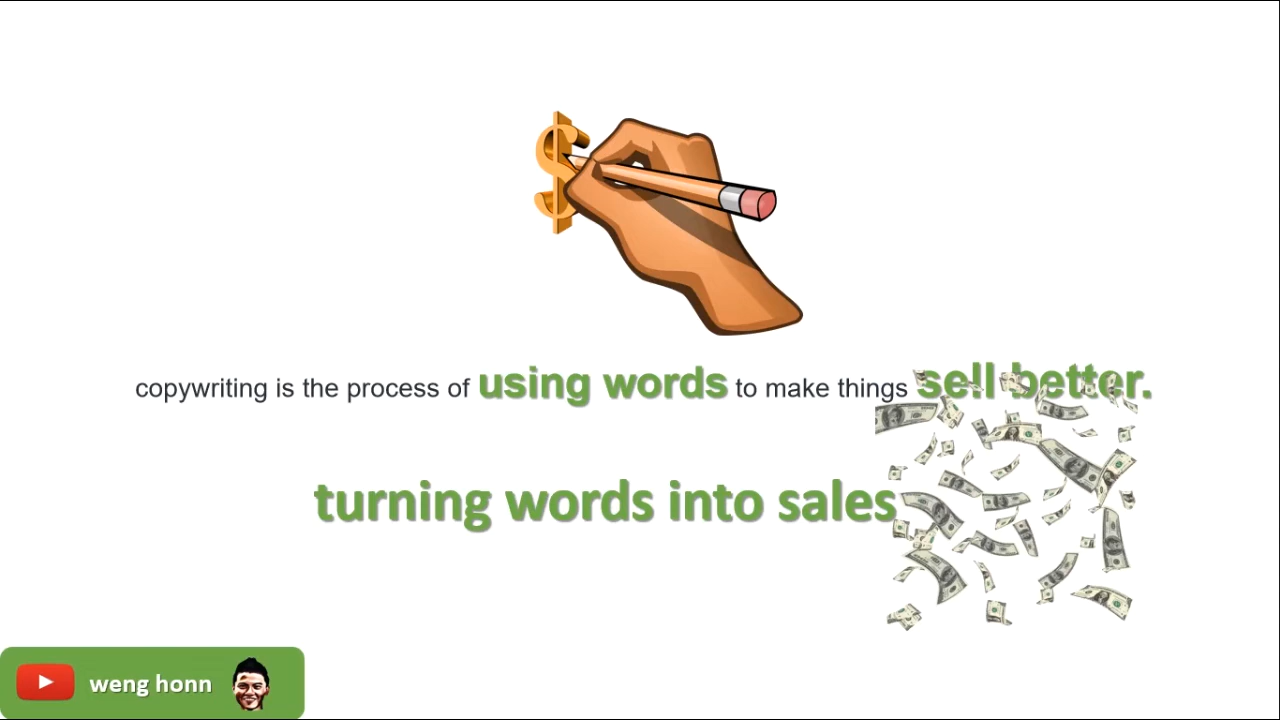 copywriting is the process of using words to make things sell better.
turning words into sales
weng honn